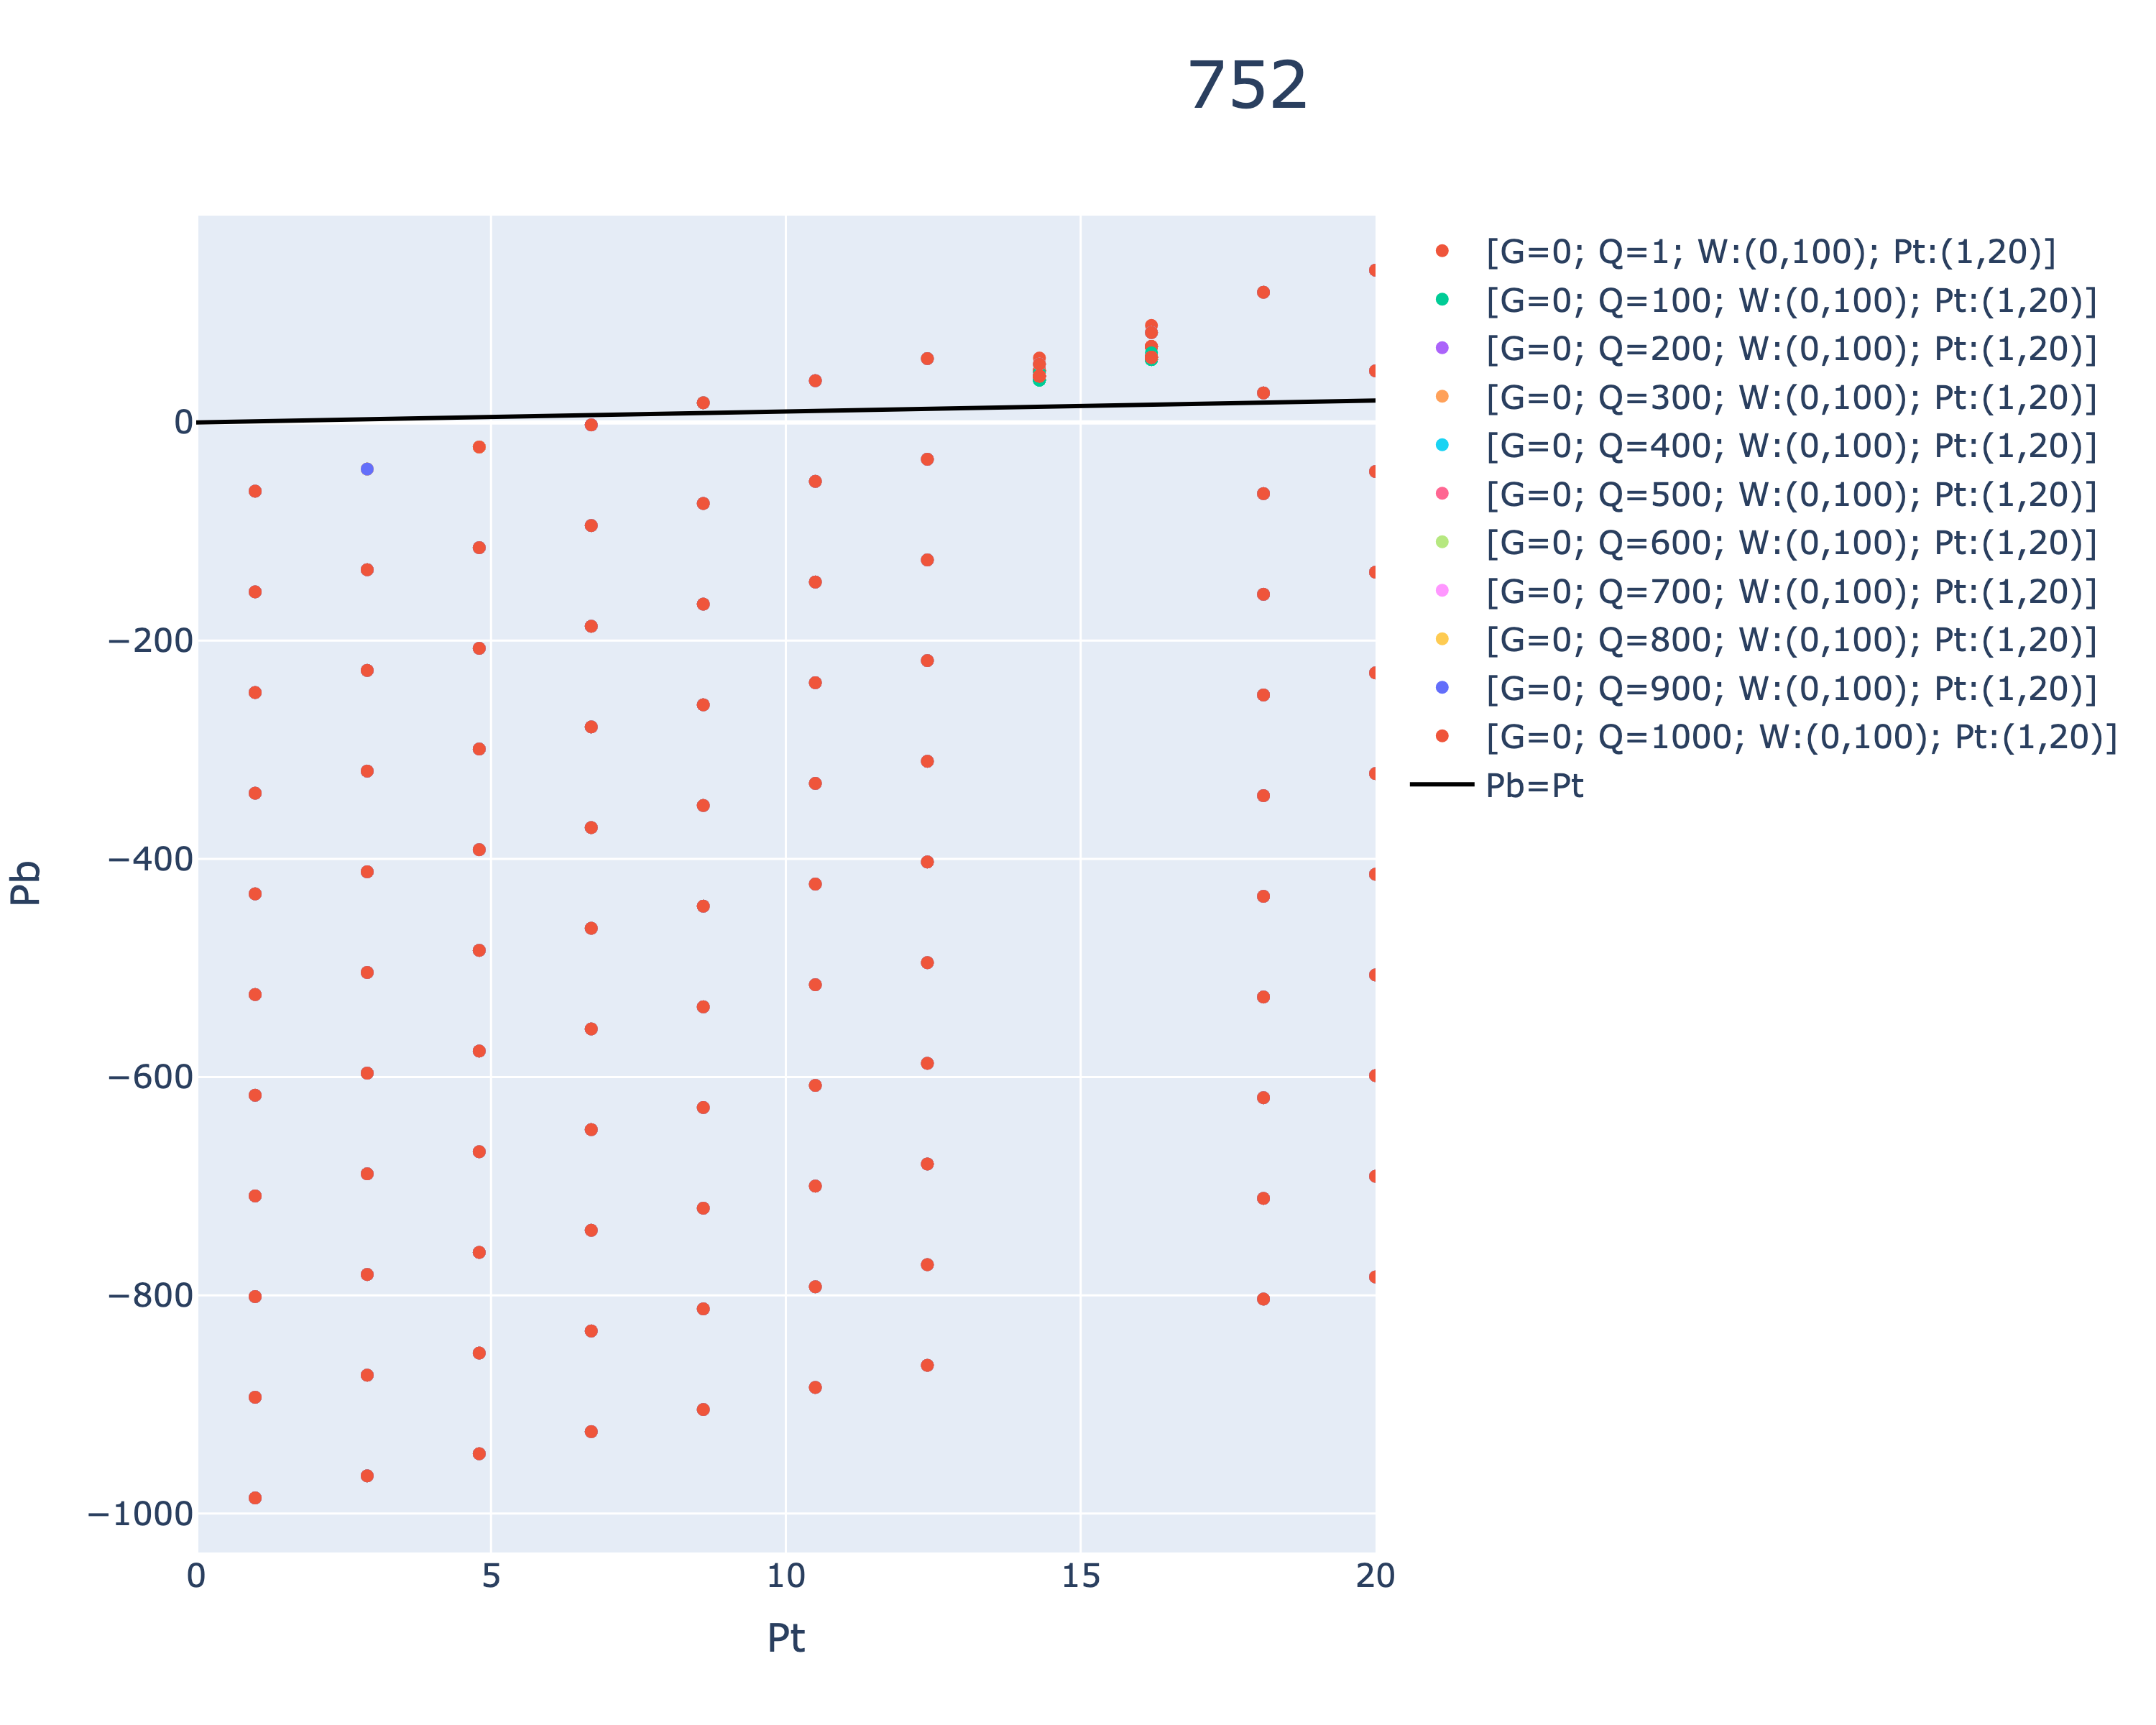 752
[G=0; Q=1; W:(0,100); Pt:(1,20)]
[G=0; Q=100; W:(0,100); Pt:(1,20)]
[G=0; Q=200; W:(0,100); Pt:(1,20)]
[G=0; Q=300; W:(0,100); Pt:(1,20)]
[G=0; Q=400; W:(0,100); Pt:(1,20)]
[G=0; Q=500; W:(0,100); Pt:(1,20)]
[G=0; Q=600; W:(0,100); Pt:(1,20)]
[G=0; Q=700; W:(0,100); Pt:(1,20)]
[G=0; Q=800; W:(0,100); Pt:(1,20)]
[G=0; Q=900; W:(0,100); Pt:(1,20)]
[G=0; Q=1000; W:(0,100); Pt:(1,20)]
Pb=Pt
0
−200
−400
−600
−800
−1000
Pb
0 5 10 15 20
Pt